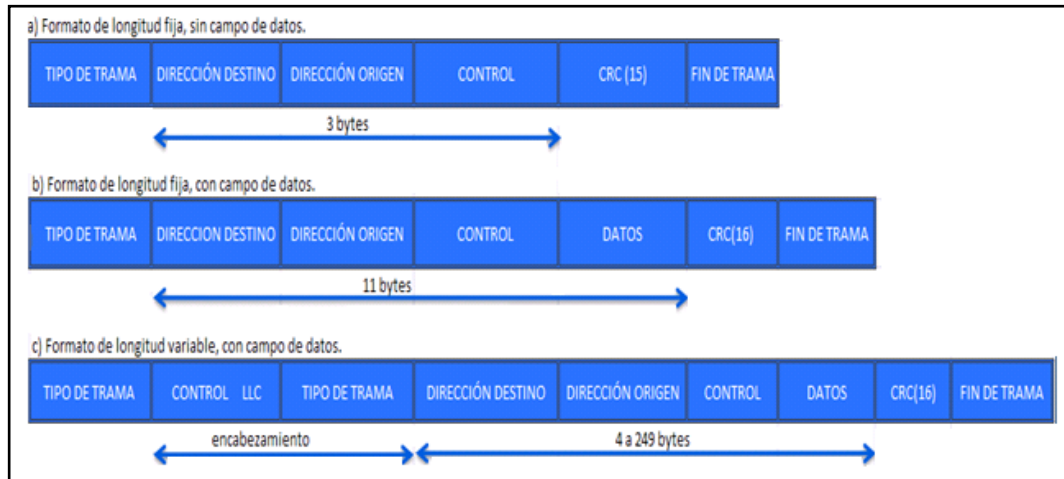 a) Formato de longitud fija, sin campo de datos.
TIPO DE TRAMA DIRECCIÓN DESTINO DIRECCIÓN ORIGEN CONTROL CRC (15) FIN DE TRAMA
3 bytes
b) Formato de longitud fija, con campo de datos.
TIPO DE TRAMA DIRECCION DESTINO DIRECCIÓN ORIGEN CONTROL DATOS CRC(16) FIN DE TRAMA
11 bytes
c) Formato de longitud variable, con campo de datos.
TIPO DE TRAMA CONTROL LLC TIPO DE TRAMA DIRECCIÓN DESTINO DIRECCIÓN ORIGEN CONTROL DATOS CRC(16) FIN DE TRAMA
encabezamiento 4 a 249 bytes